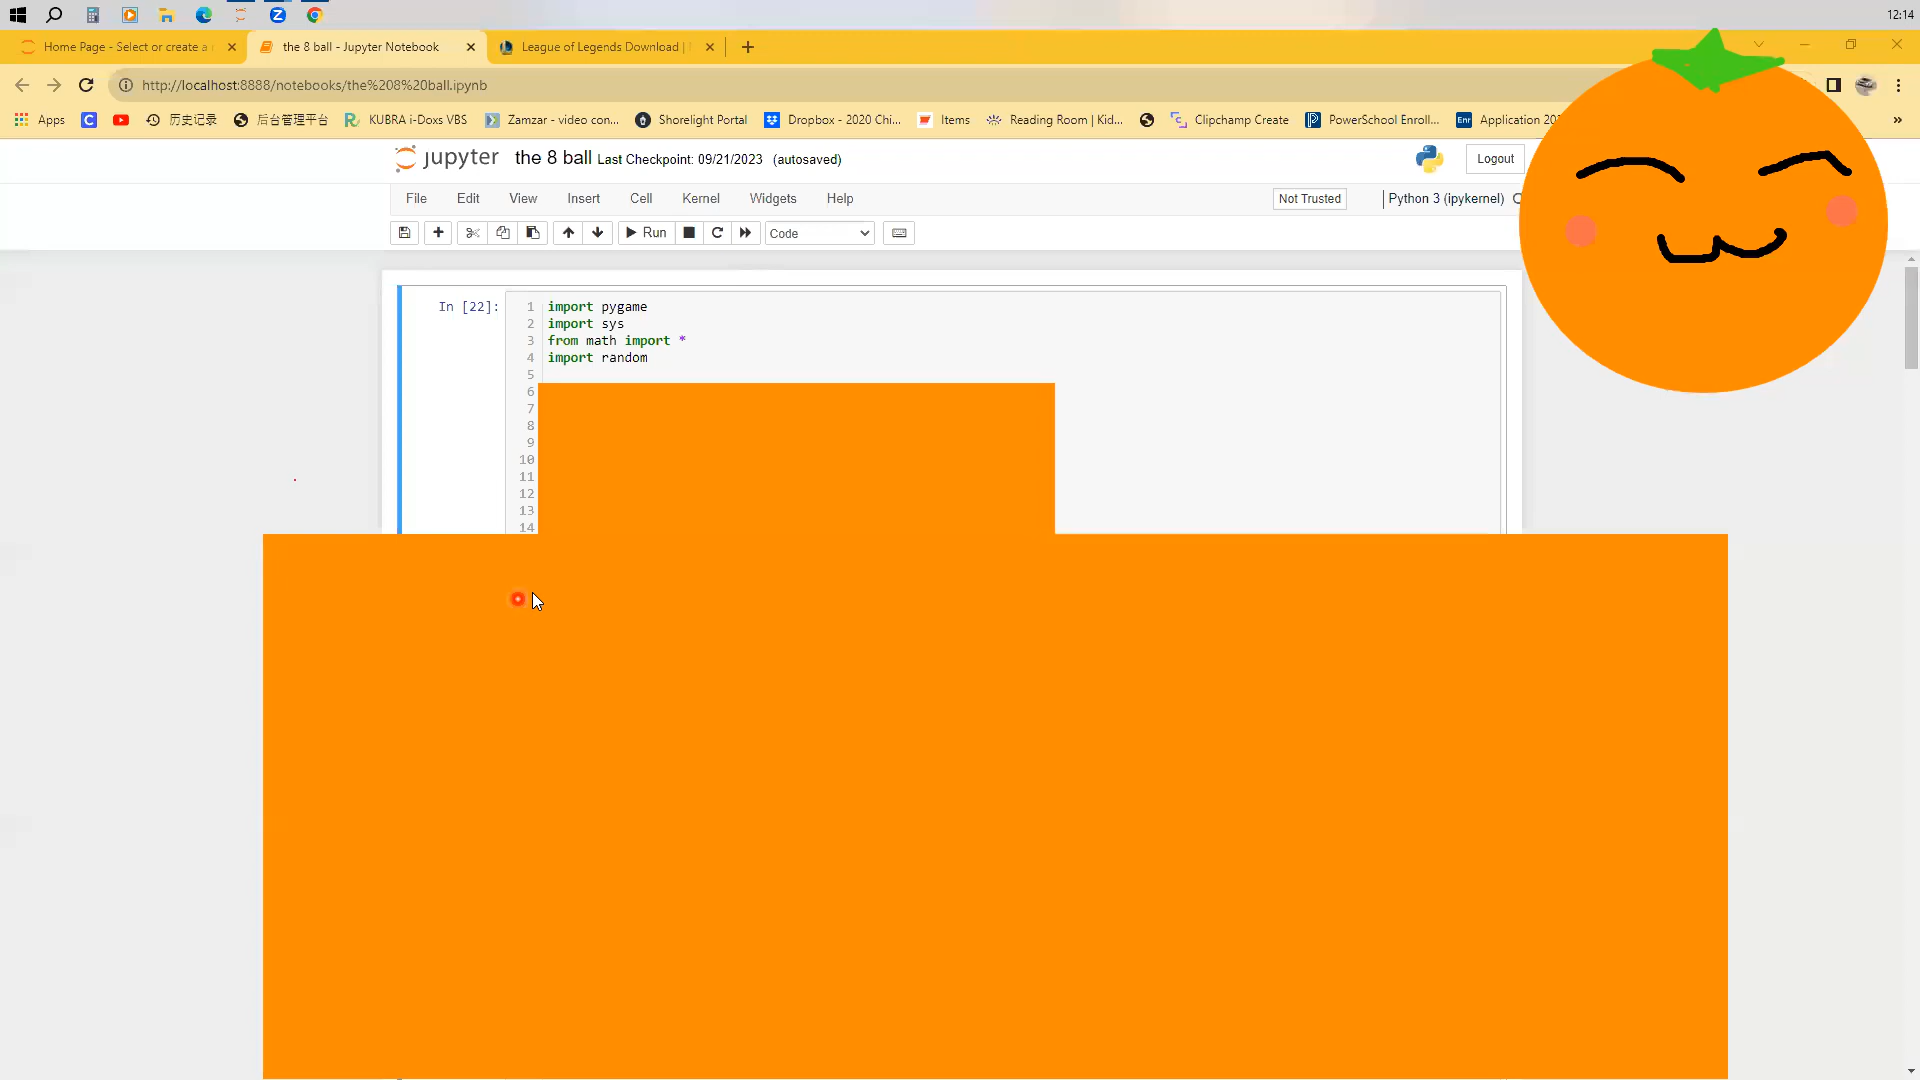 12:14
Home Page - Select or create a
the 8 ball - Jupyter Notebook
League of Legends Download |
http://localhost:8888/notebooks/the%208%20ball.ipynb
Apps
历史记录
后台管理平台
KUBRA i-Doxs VBS
Zamzar - video con...
Shorelight Portal
Dropbox - 2020 Chi...
Items
Reading Room | Kid...
Clipchamp Create
PowerSchool Enroll...
Application
jupyter the 8 ball Last Checkpoint: 09/21/2023 (autosaved)
Logout
File Edit View Insert Cell Kernel Widgets Help
Not Trusted
Python 3 (ipykernel)
Run
Code
In [22]:
1 import pygame
2 import sys
3 from math import *
4 import random
5
6
7
8
9
10
11
12
13
14